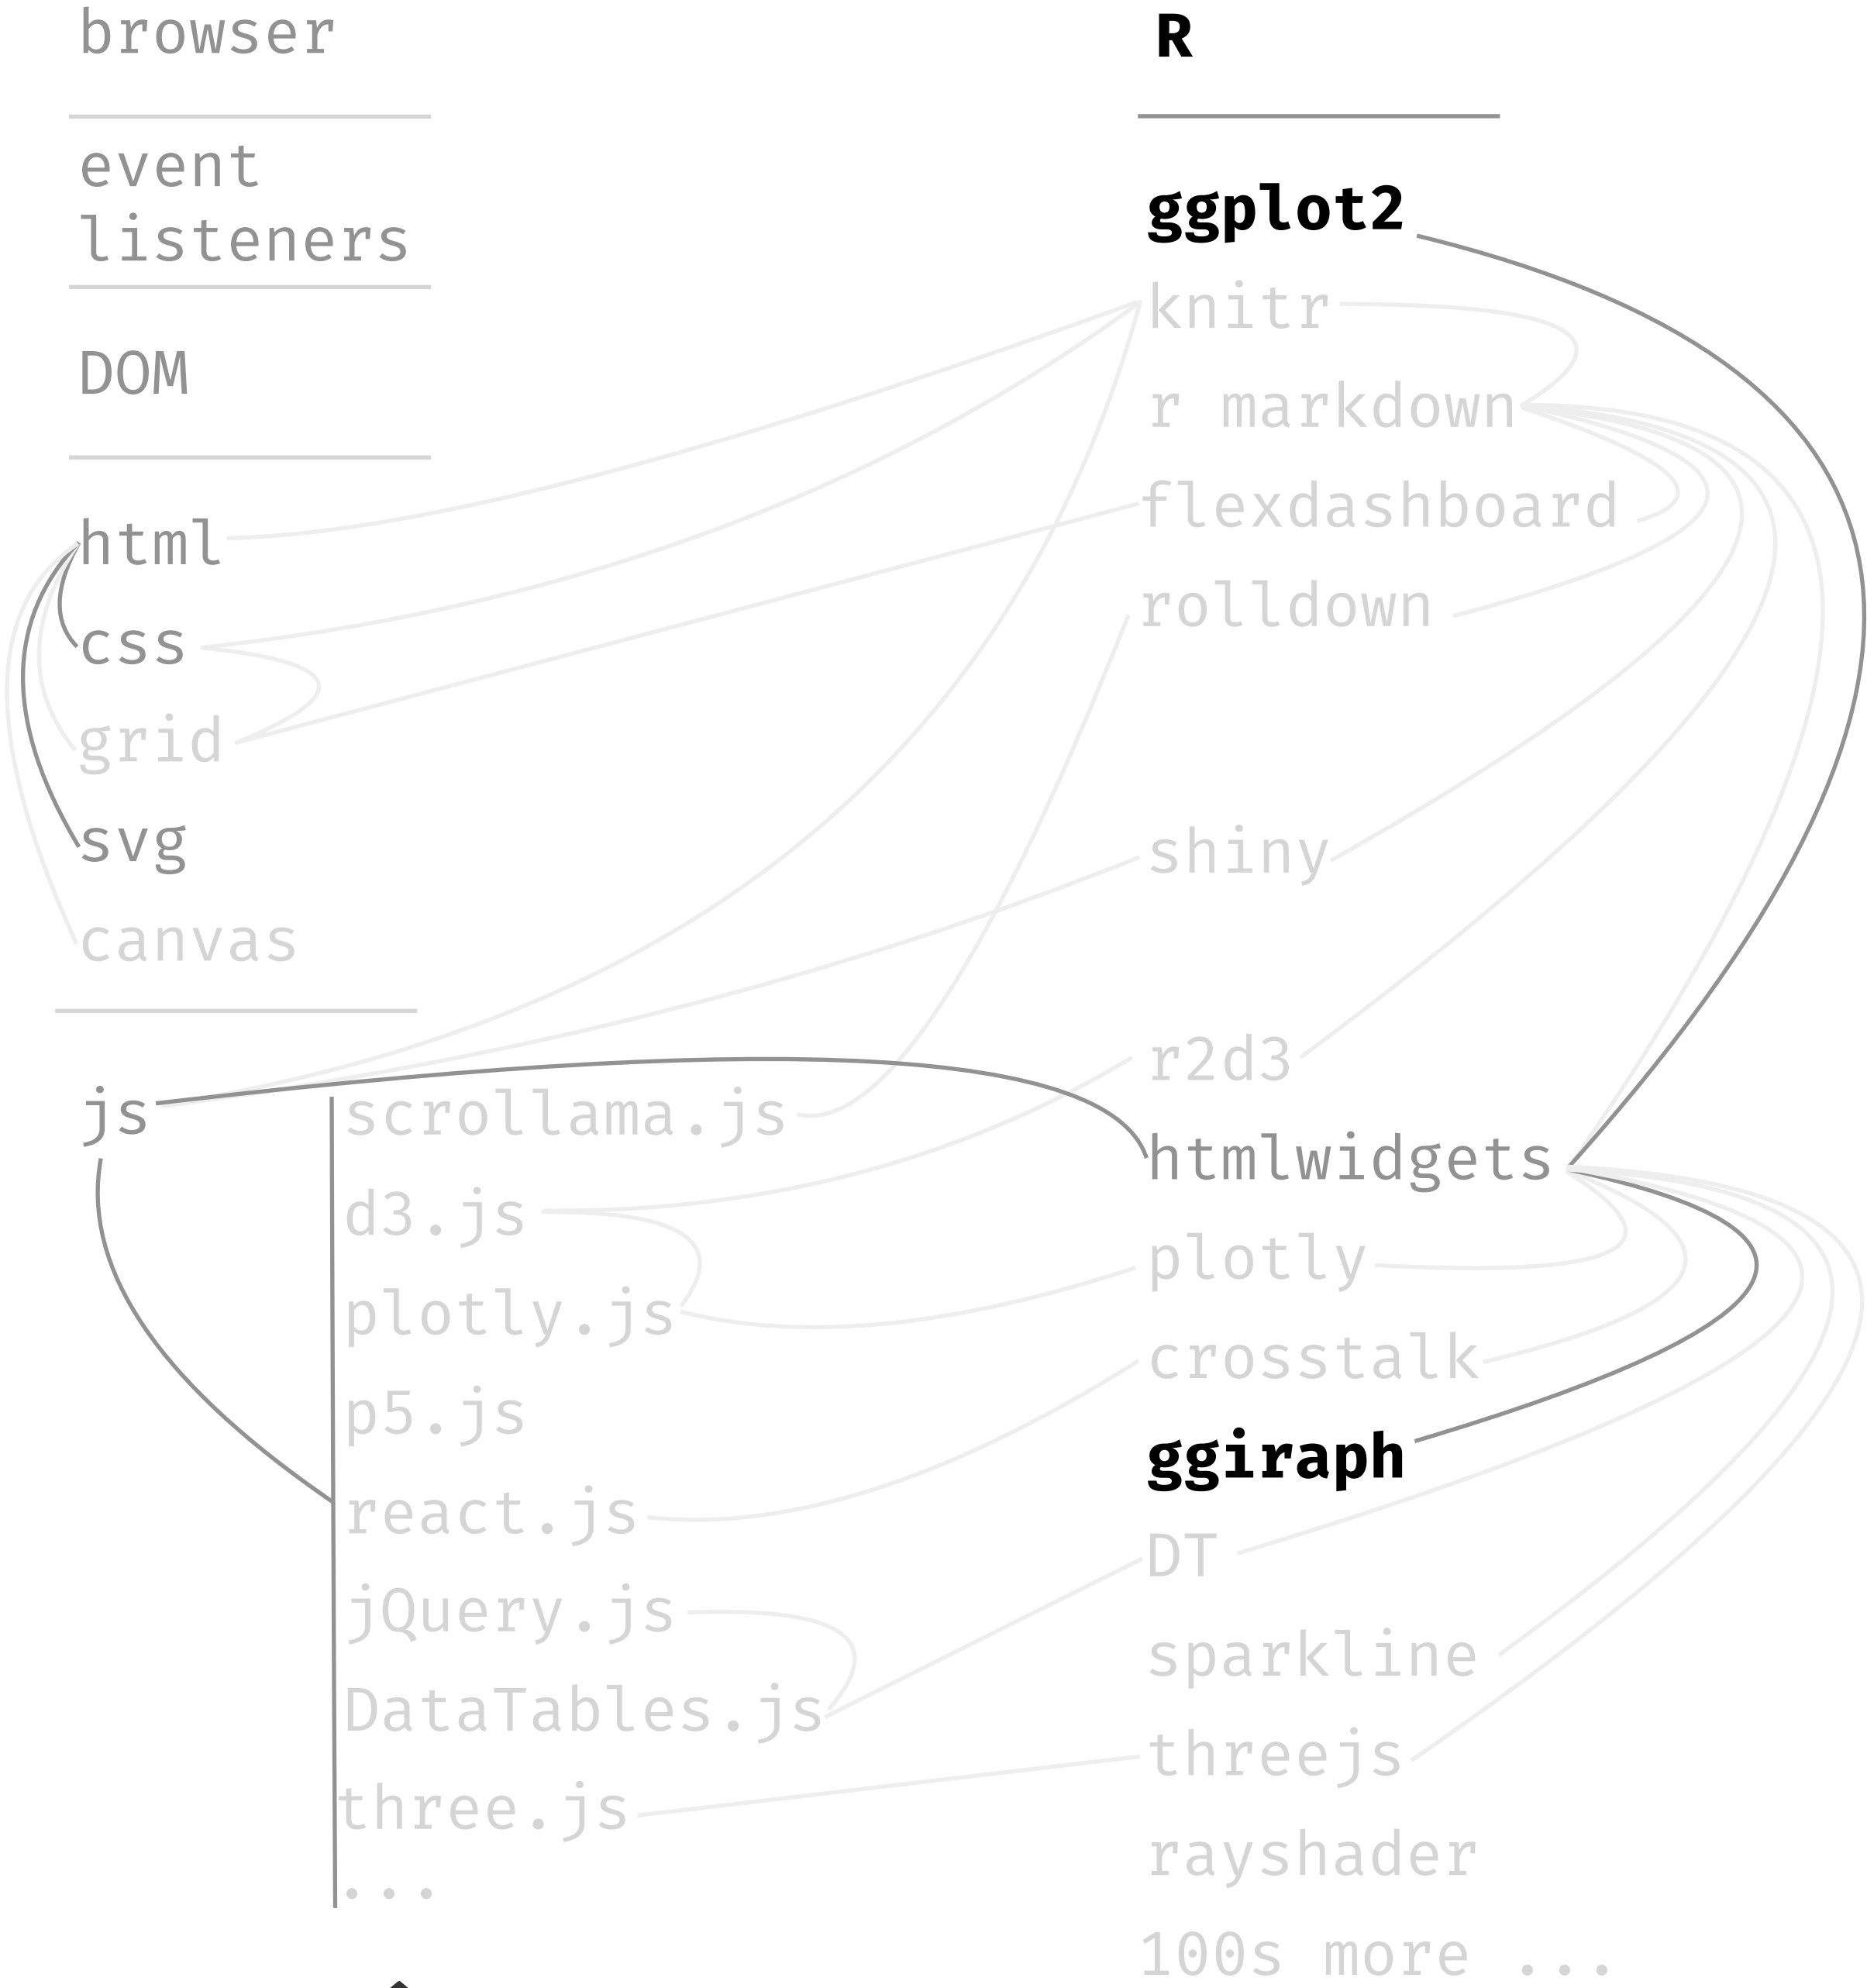 browser
event
listeners
DOM
html
css
grid
svg
canvas
js
scrollama.js
d3.js
plotly.js
p5.js
react.js
jQuery.js
DataTables.js
three.js
...
R
ggplot2
knitr
r markdown
flexdashboard
rolldown
shiny
r2d3
htmlwidgets
plotly
crosstalk
ggiraph
DT
sparkline
threejs
rayshader
100s more ...